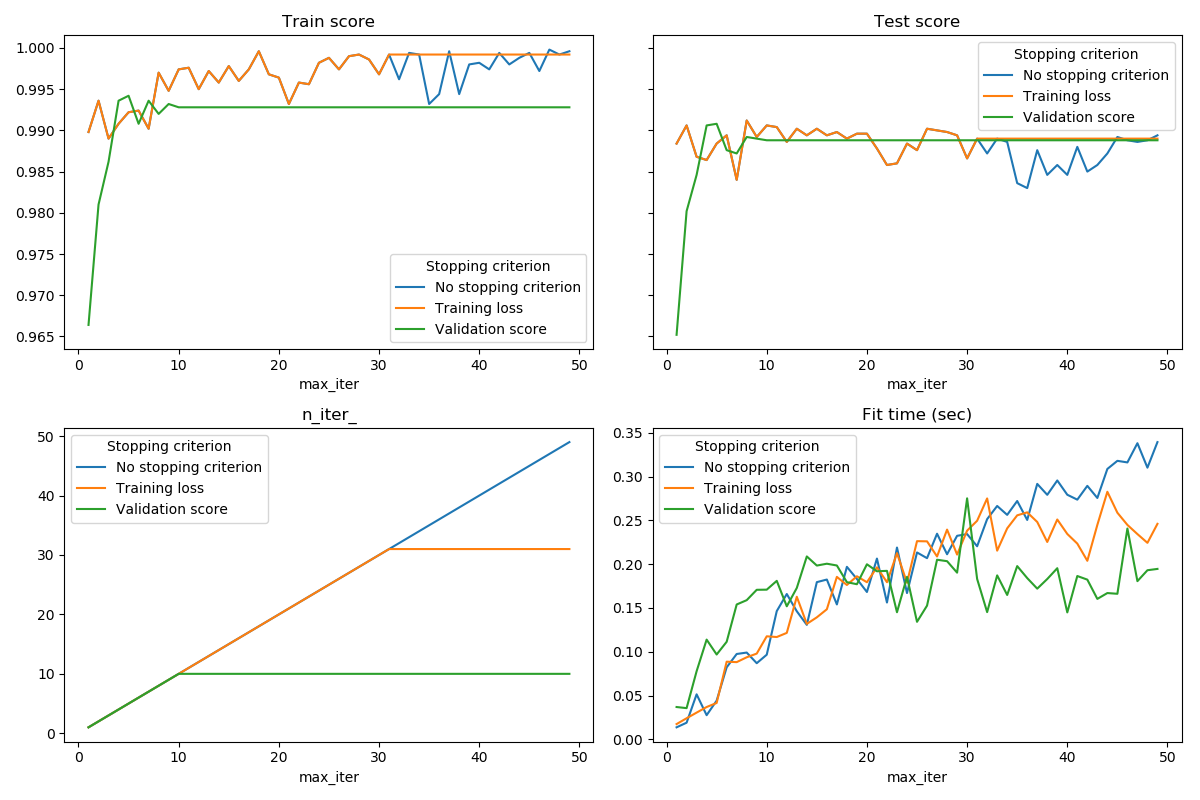 Train score
1.000
0.995
0.990
0.985
0.980
0.975
0.970
0.965
Stopping criterion
No stopping criterion
Training loss
Validation score
0 10 20 30 40 50
max_iter
Test score
Stopping criterion
No stopping criterion
Training loss
Validation score
0 10 20 30 40 50
max_iter
n_iter_
50
40
30
20
10
0
Stopping criterion
No stopping criterion
Training loss
Validation score
0 10 20 30 40 50
max_iter
Fit time (sec)
0.35
0.30
0.25
0.20
0.15
0.10
0.05
0.00
Stopping criterion
No stopping criterion
Training loss
Validation score
0 10 20 30 40 50
max_iter